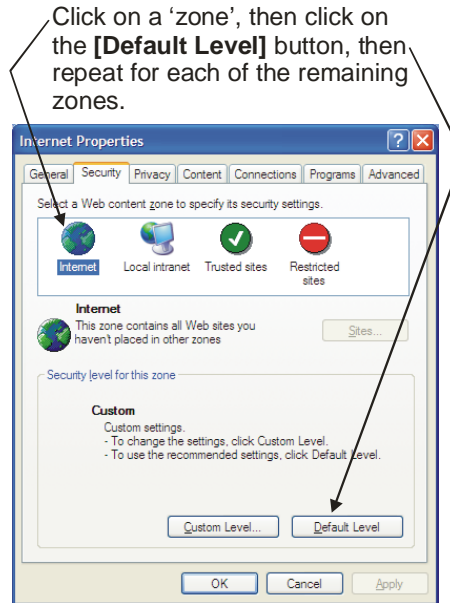 Click on a ‘zone’, then click on
the [Default Level] button, then
repeat for each of the remaining
zones.
Internet Properties
General Security Privacy Content Connections Programs Advanced
Select a Web content zone to specify its security settings.
Internet Local intranet Trusted sites Restricted
sites
Internet
This zone contains all Web sites you
haven't placed in other zones
Sites...
Security level for this zone
Custom
Custom settings.
- To change the settings, click Custom Level.
- To use the recommended settings, click Default Level.
Custom Level... Default Level
OK Cancel Apply